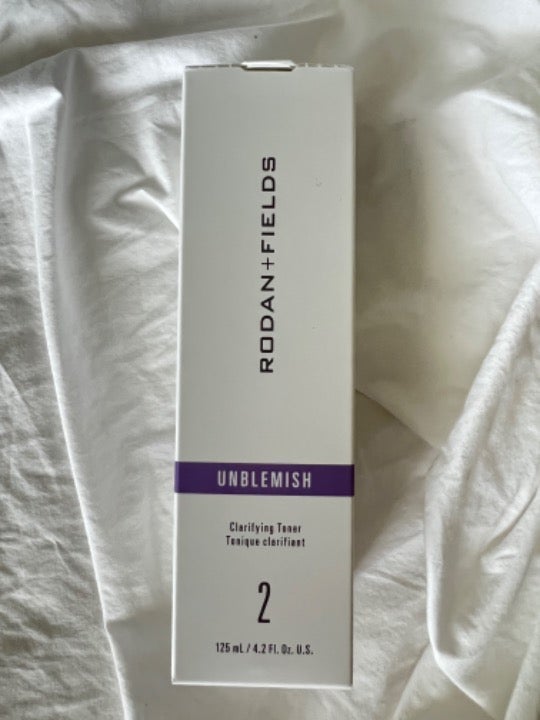 RODAN+FIELDS
UNBLEMISH
Clarifying Toner
Tonique clarifiant
2
125 mL / 4.2 Fl. Oz. U.S.